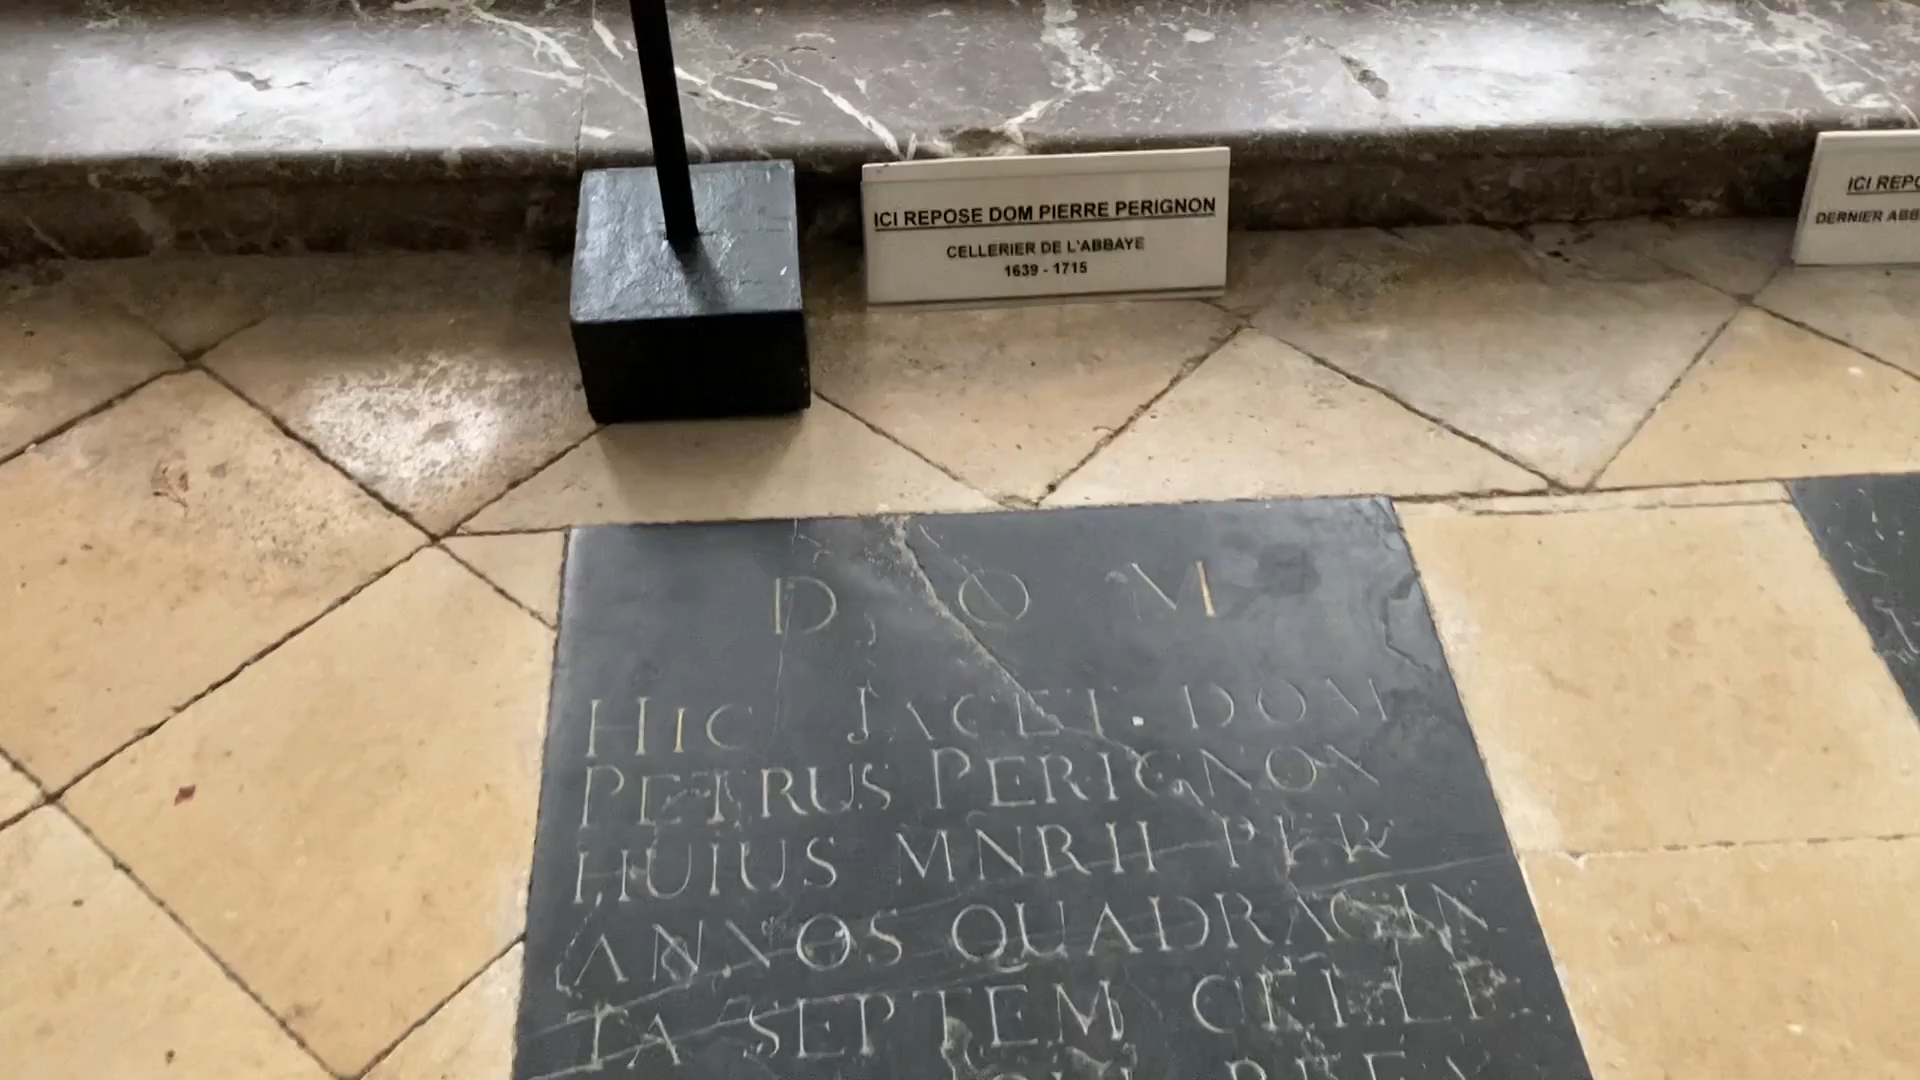 ICI REPOSE DOM PIERRE PERIGNON
CELLERIER DE L'ABBAYE
1639 - 1715
ICI REPO
DERNIER ABB
D O M
HIC JACET. DOM
PETRUS PERIGNON
HUIUS MNRII PER
ANNOS QUADRAGIN
TA SEPTEM CELLE